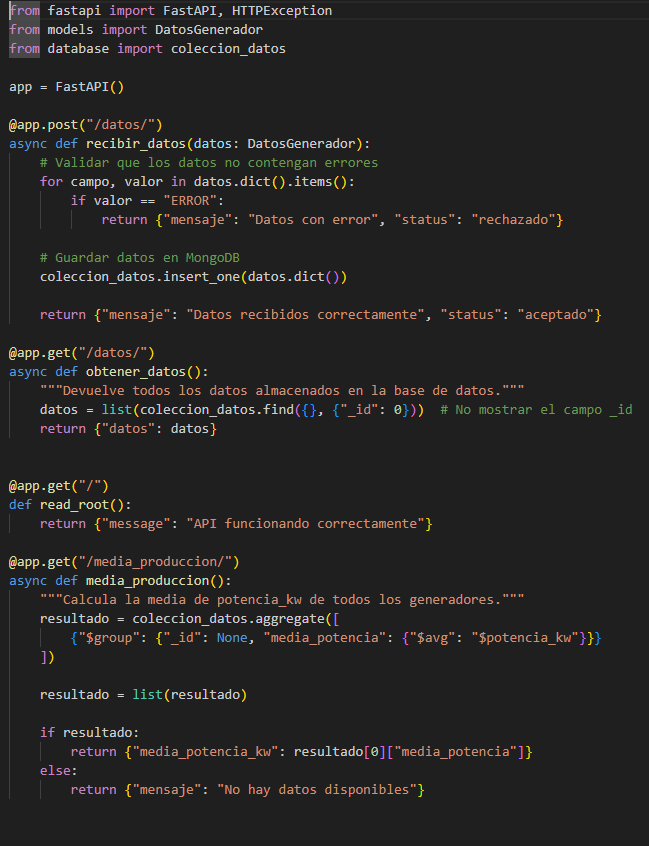 from fastapi import FastAPI, HTTPException
from models import DatosGenerador
from database import coleccion_datos
app = FastAPI()
@app.post("/datos/")
async def recibir_datos(datos: DatosGenerador):
# Validar que los datos no contengan errores
for campo, valor in datos.dict().items():
if valor == "ERROR":
return {"mensaje": "Datos con error", "status": "rechazado"}
# Guardar datos en MongoDB
coleccion_datos.insert_one(datos.dict())
return {"mensaje": "Datos recibidos correctamente", "status": "aceptado"}
@app.get("/datos/")
async def obtener_datos():
"""Devuelve todos los datos almacenados en la base de datos."""
datos = list(coleccion_datos.find({}, {"_id": 0}))  # No mostrar el campo _id
return {"datos": datos}
@app.get("/")
def read_root():
return {"message": "API funcionando correctamente"}
@app.get("/media_produccion/")
async def media_produccion():
"""Calcula la media de potencia_kw de todos los generadores."""
resultado = coleccion_datos.aggregate([
{"$group": {"_id": None, "media_potencia": {"$avg": "$potencia_kw"}}}
])
resultado = list(resultado)
if resultado:
return {"media_potencia_kw": resultado[0]["media_potencia"]}
else:
return {"mensaje": "No hay datos disponibles"}